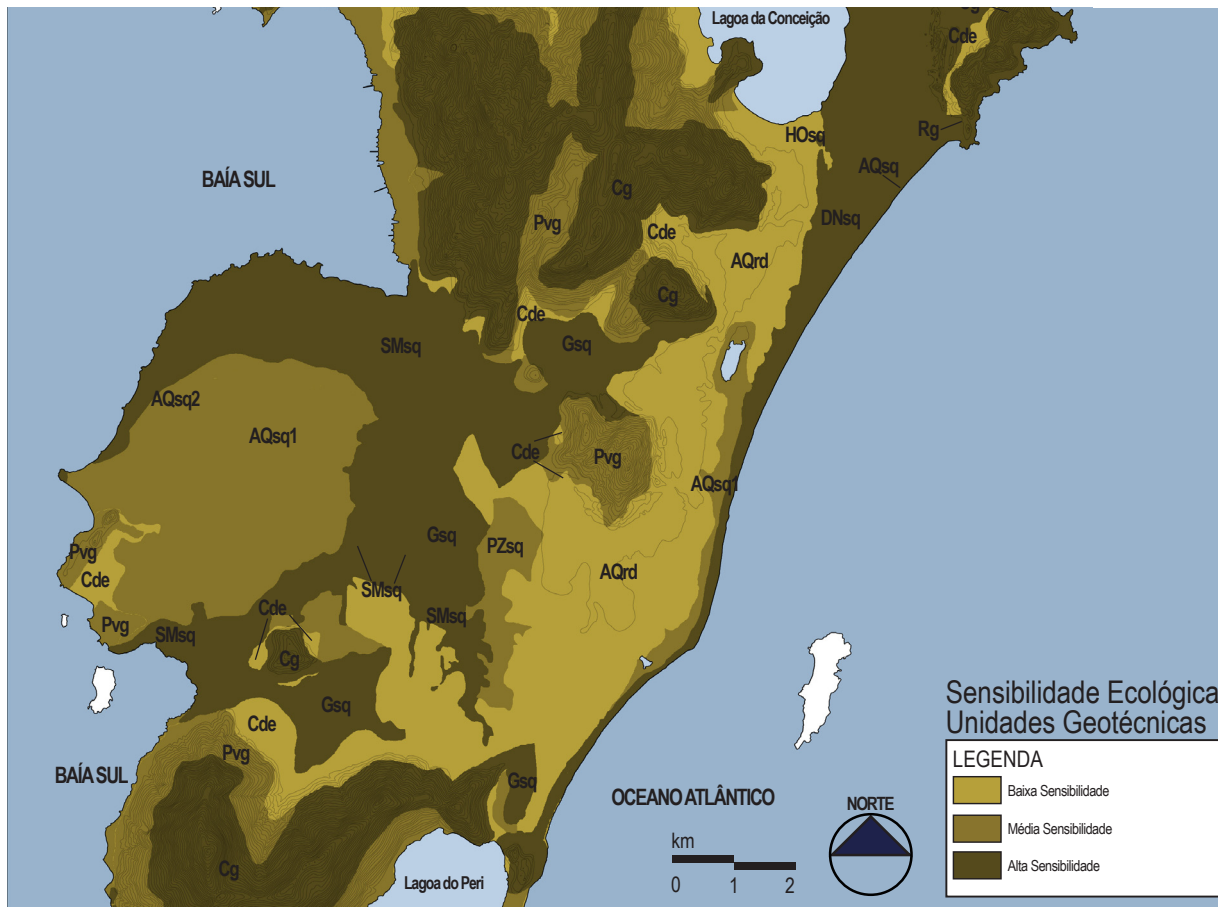 Lagoa da Conceição
Cg
Cde
HOsq
Rg
BAÍA SUL
AQsq
Cg
Pvg
Cde
DNsq
AQrd
Cg
Cde
SMsq
Gsq
AQsq2
AQsq1
Cde
Pvg
AQsq1
Gsq
PZsq
Pvg
AQrd
Cde
SMsq
Cde
SMsq
Pvg
SMsq
Cg
Gsq
Cde
Pvg
BAÍA SUL
Gsq
OCEANO ATLÂNTICO
Cg
Lagoa do Peri
km
0 1 2
NORTE
Sensibilidade Ecológica
Unidades Geotécnicas
LEGENDA
Baixa Sensibilidade
Média Sensibilidade
Alta Sensibilidade